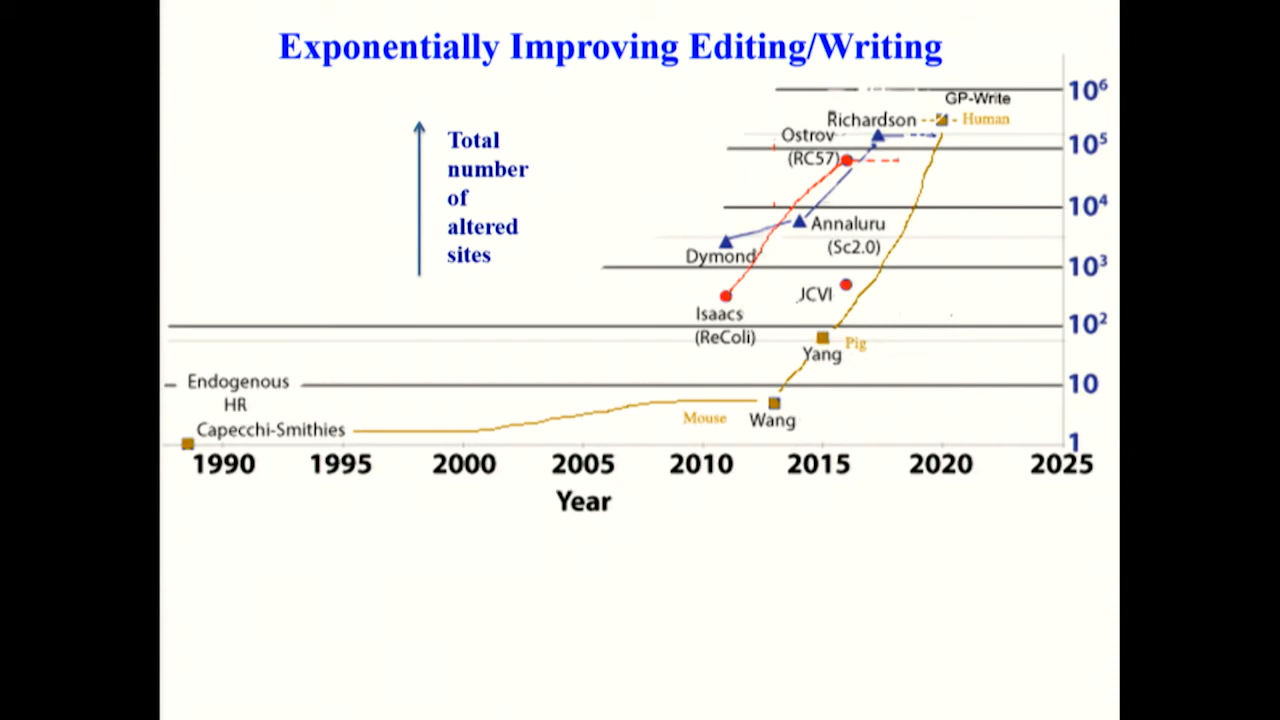 Exponentially Improving Editing/Writing
Total
number
of
altered
sites
10⁶
GP-Write
Richardson
Human
Ostrov
(RC57)
10⁵
10⁴
Annaluru
(Sc2.0)
Dymond
10³
JCVI
Isaacs
(ReColi)
10²
Yang
Pig
Endogenous
HR
10
Capecchi-Smithies
Mouse
Wang
1
1990 1995 2000 2005 2010 2015 2020 2025
Year